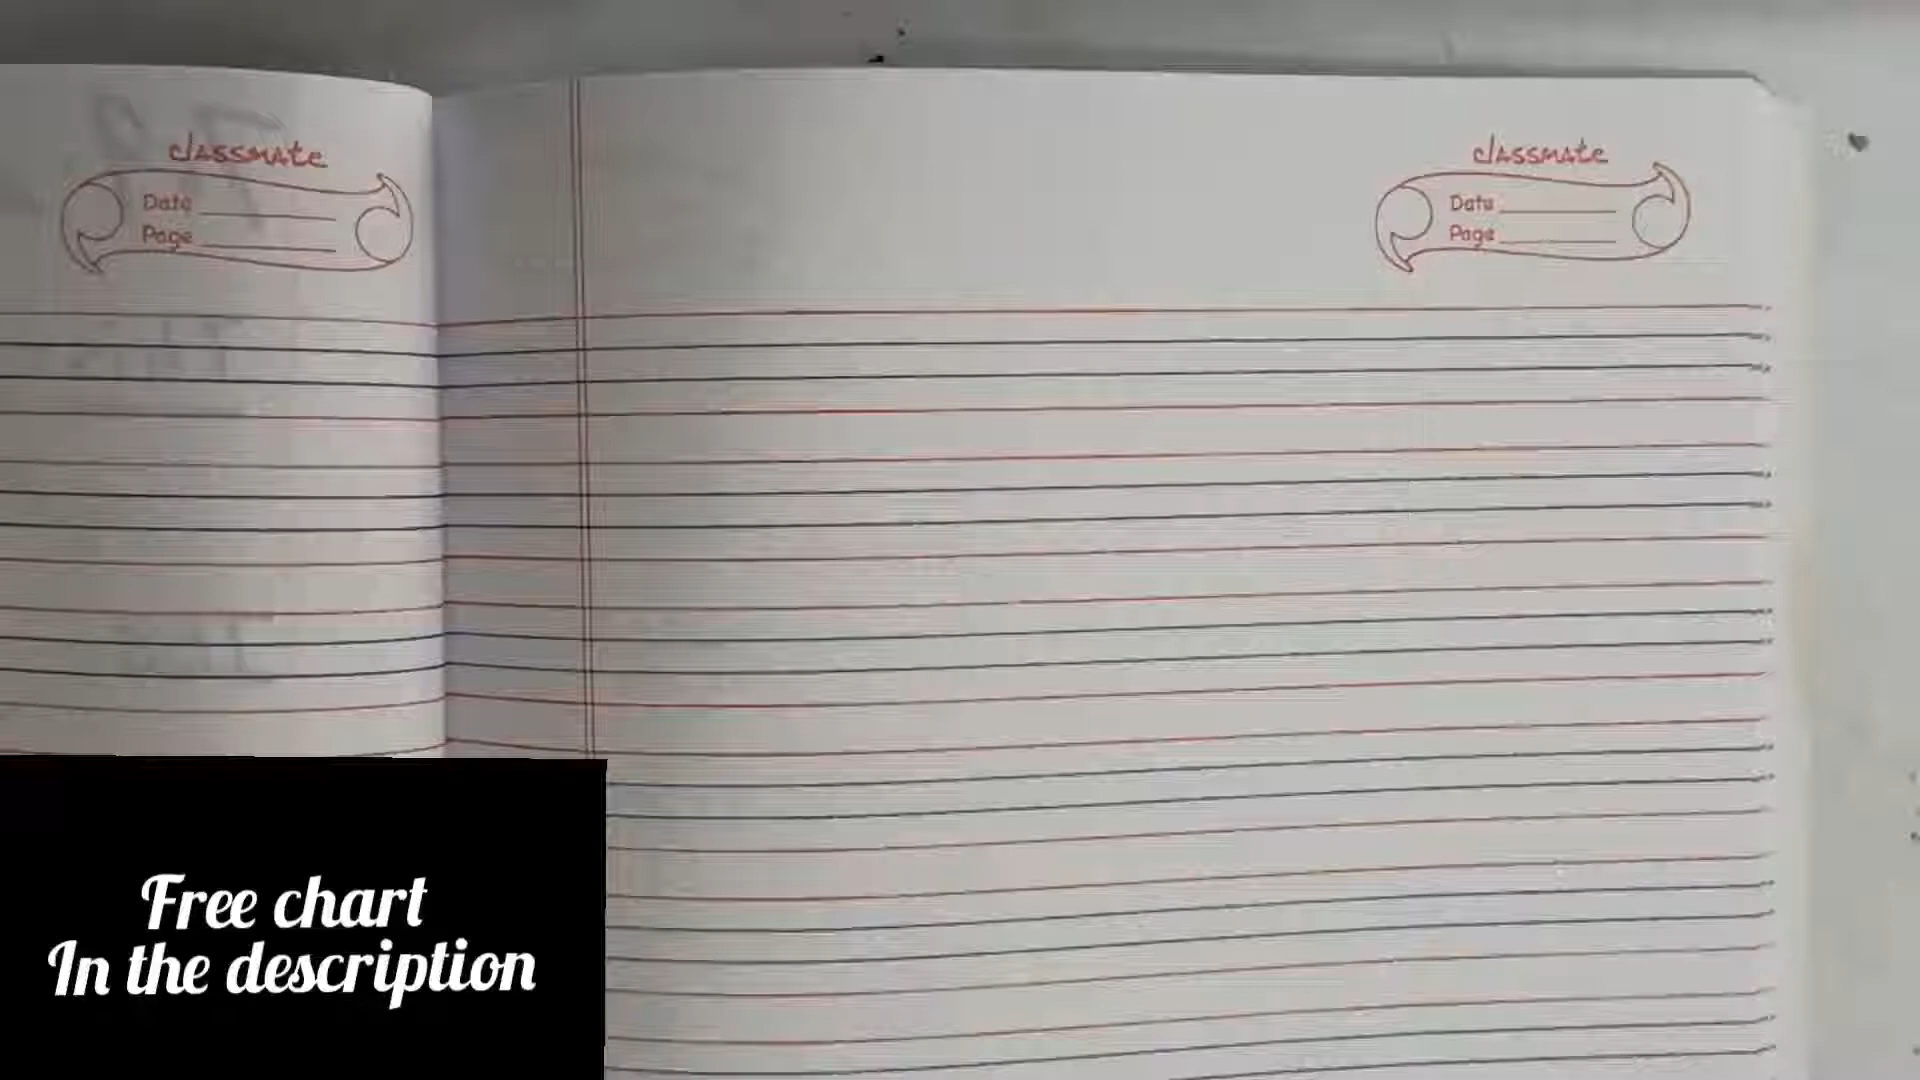 classmate
Date
Page
classmate
Date
Page
Free chart
In the description